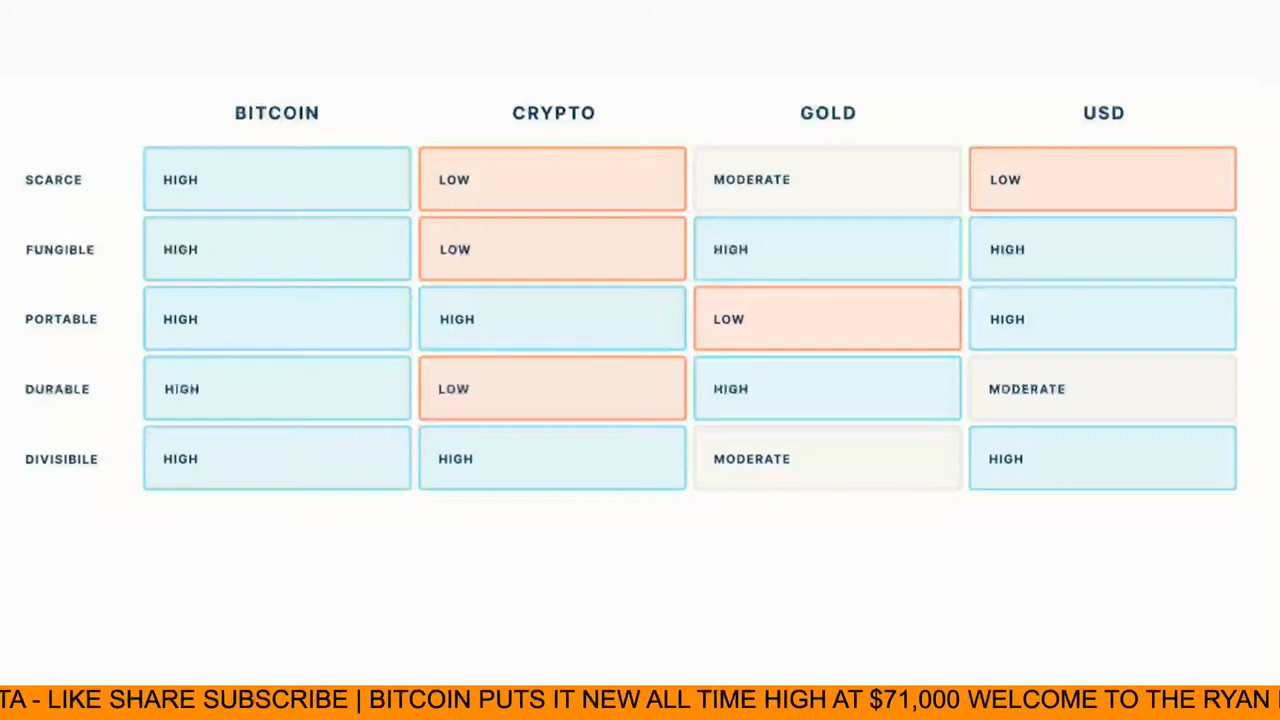 BITCOIN CRYPTO GOLD USD
SCARCE HIGH LOW MODERATE LOW
FUNGIBLE HIGH LOW HIGH HIGH
PORTABLE HIGH HIGH LOW HIGH
DURABLE HIGH LOW HIGH MODERATE
DIVISIBILE HIGH HIGH MODERATE HIGH
TA - LIKE SHARE SUBSCRIBE | BITCOIN PUTS IT NEW ALL TIME HIGH AT $71,000 WELCOME TO THE RYAN